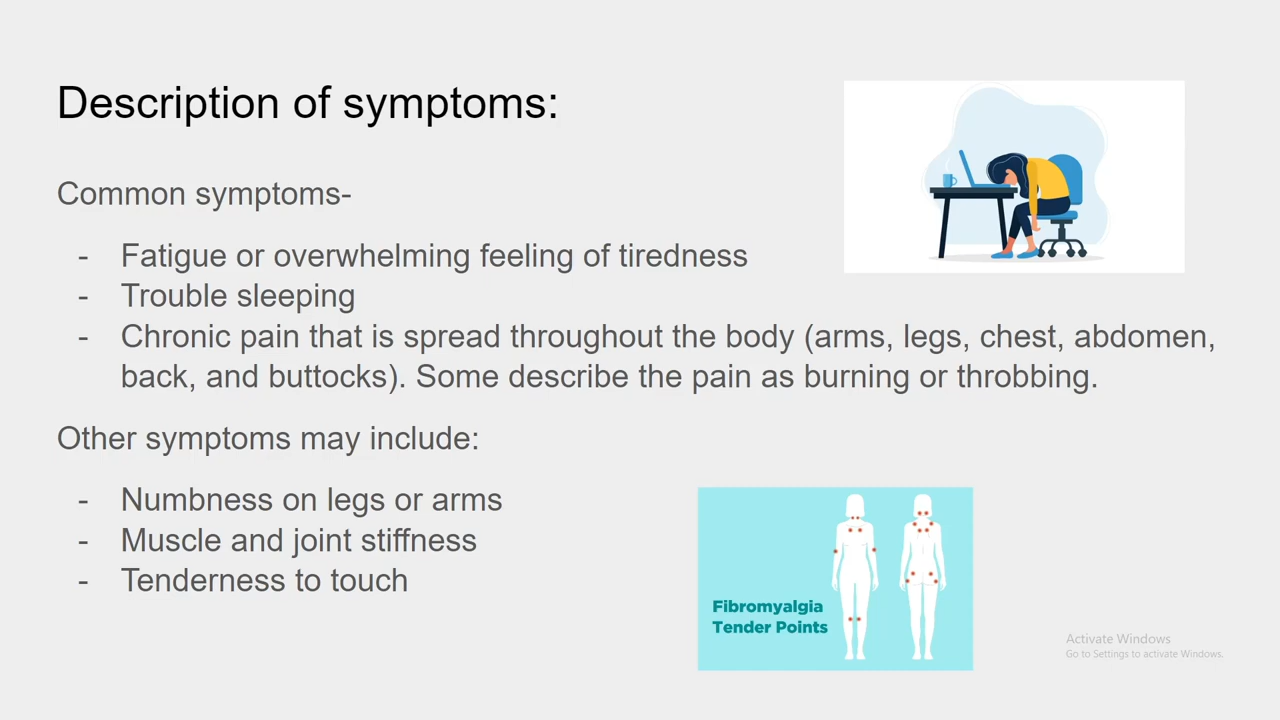 Description of symptoms:
Common symptoms-
- Fatigue or overwhelming feeling of tiredness
- Trouble sleeping
- Chronic pain that is spread throughout the body (arms, legs, chest, abdomen,
back, and buttocks). Some describe the pain as burning or throbbing.
Other symptoms may include:
- Numbness on legs or arms
- Muscle and joint stiffness
- Tenderness to touch
Fibromyalgia
Tender Points
Activate Windows
Go to Settings to activate Windows.